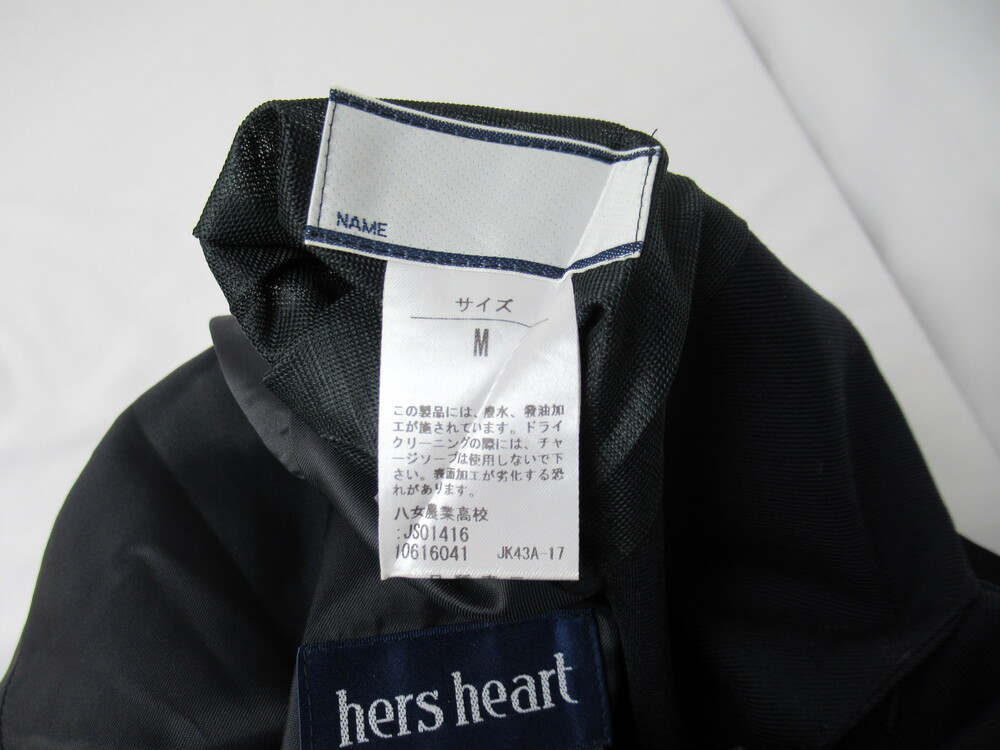 NAME
サイズ
M
この製品には、撥水、撥油加
工が施されています。ドライ
クリーニングの際には、チャ
ージソープは使用しないで下
さい。表面加工が劣化する恐
れがあります。
八女農業高校
:JS01416
10616041 JK43A-17
hers heart